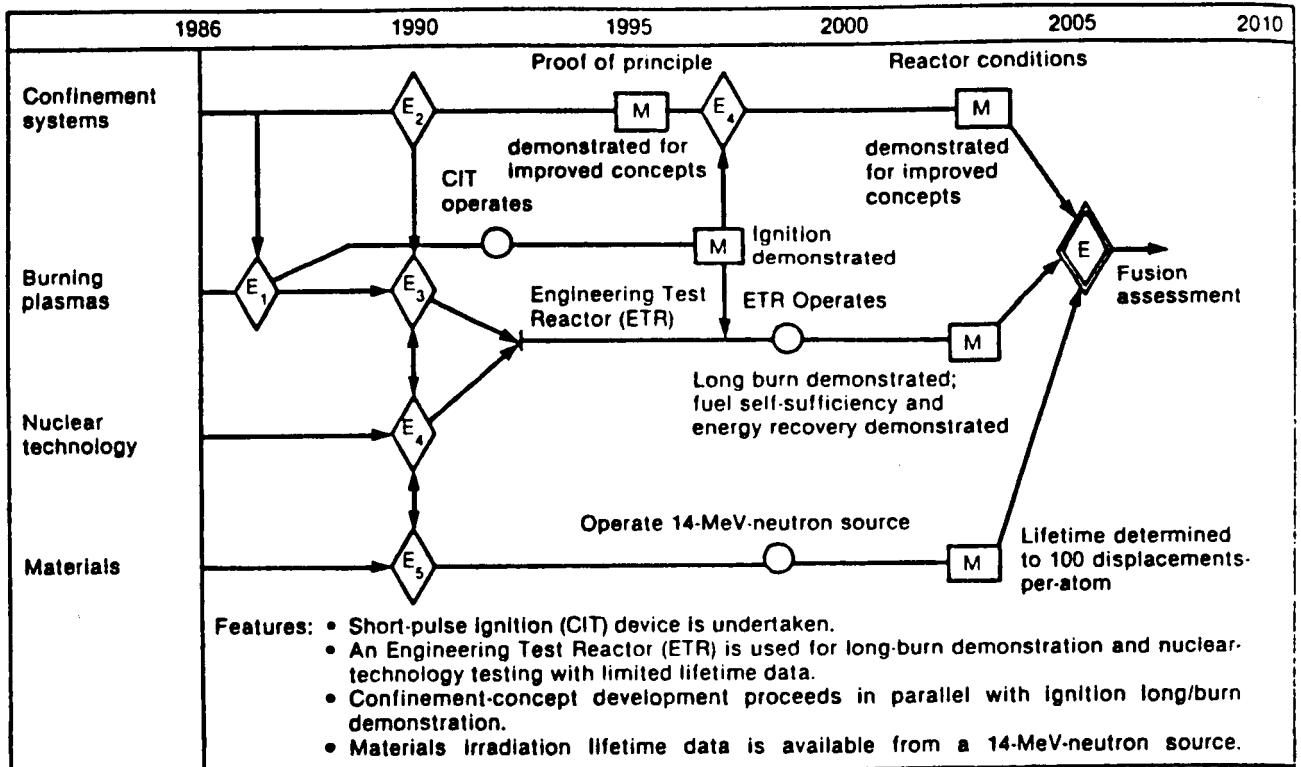 1986 1990 1995 2000 2005 2010
Proof of principle
Reactor conditions
Confinement
systems
E2
M
E4
M
demonstrated for
improved concepts
demonstrated
for improved
concepts
CIT
operates
M
Ignition
demonstrated
E
Fusion
assessment
Burning
plasmas
E1
E3
Engineering Test
Reactor (ETR)
ETR Operates
M
Long burn demonstrated;
fuel self-sufficiency and
energy recovery demonstrated
Nuclear
technology
E4
Operate 14-MeV-neutron source
Materials
E5
M
Lifetime determined
to 100 displacements-
per-atom
Features: • Short-pulse ignition (CIT) device is undertaken.
• An Engineering Test Reactor (ETR) is used for long-burn demonstration and nuclear-
technology testing with limited lifetime data.
• Confinement-concept development proceeds in parallel with ignition long/burn
demonstration.
• Materials irradiation lifetime data is available from a 14-MeV-neutron source.